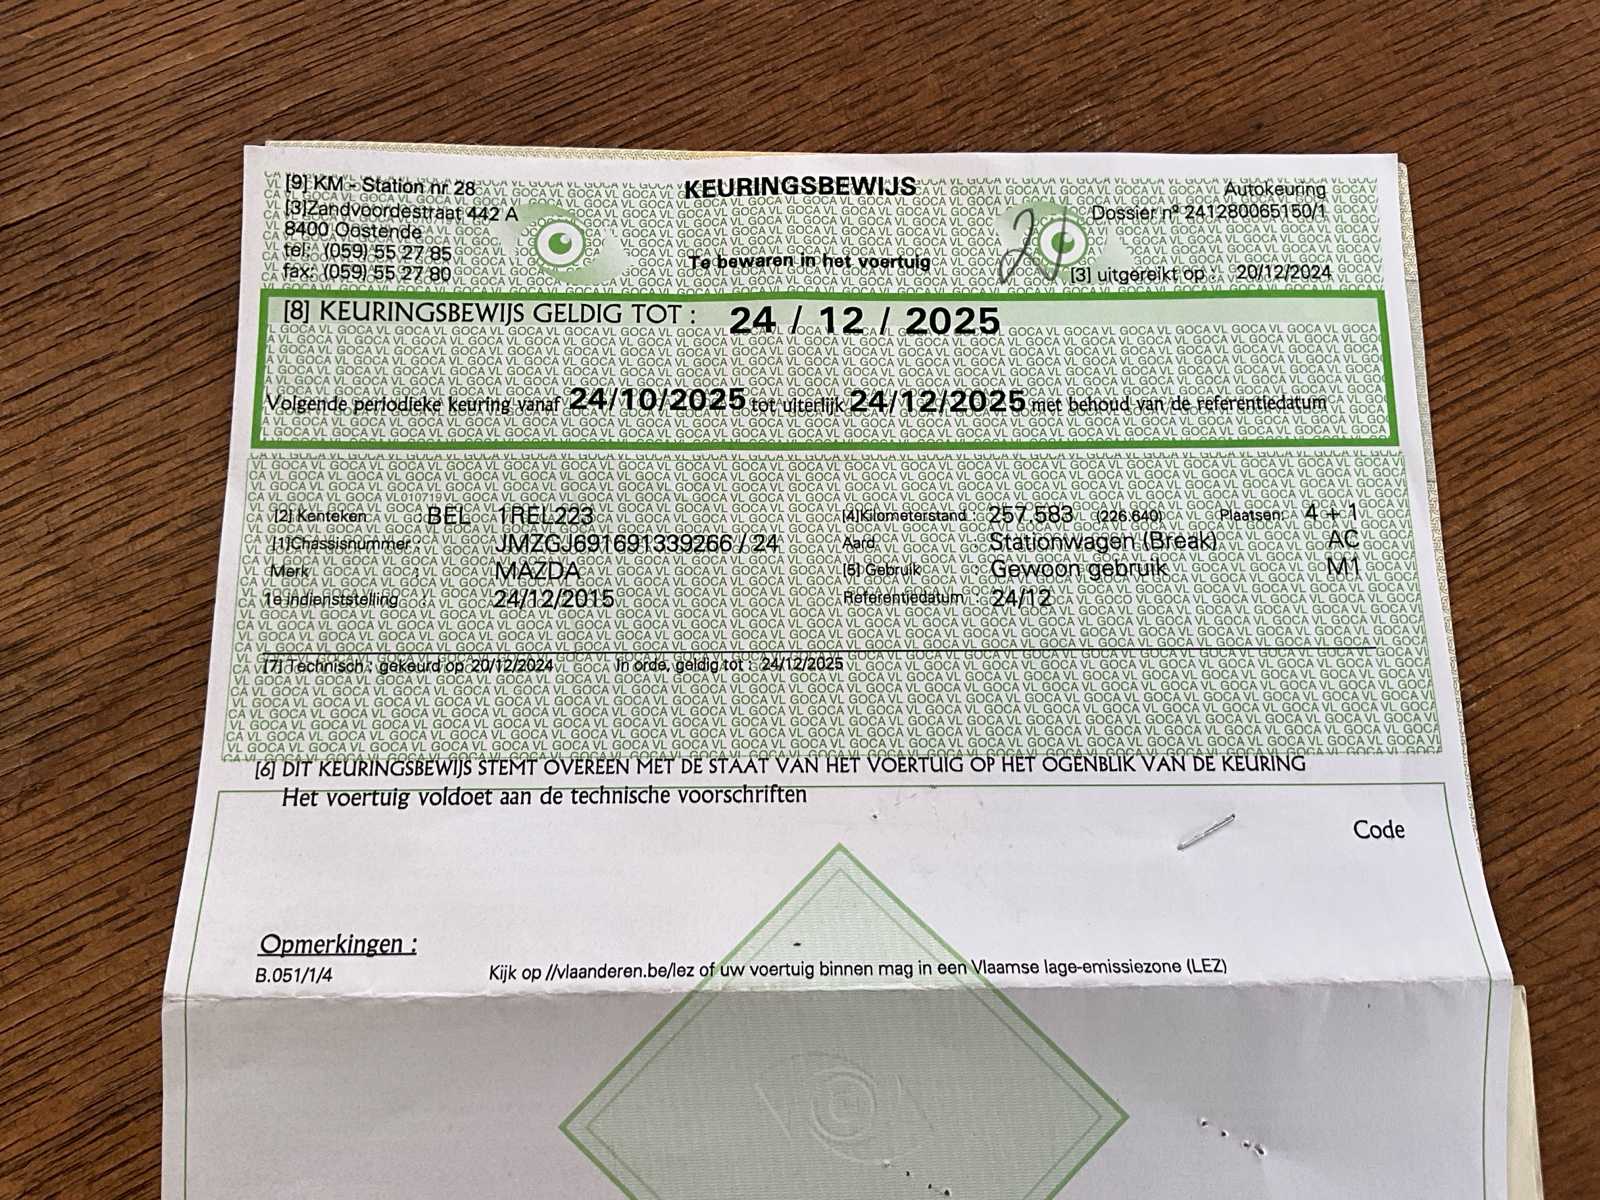 [9] KM - Station nr 28
[3]Zandvoordestraat 442 A
8400 Oostende
tel: (059) 55 27 85
fax: (059) 55 27 80
KEURINGSBEWIJS
Te bewaren in het voertuig
Autokeuring
Dossier nº 241280065150/1
[3] uitgereikt op : 20/12/2024
[8] KEURINGSBEWIJS GELDIG TOT : 24 / 12 / 2025
Volgende periodieke keuring vanaf 24/10/2025 tot uiterlijk 24/12/2025 met behoud van de referentiedatum
[2] Kenteken : BEL 1REL223
[1]Chassisnummer : JMZGJ691691339266 / 24
Merk : MAZDA
1e indienststelling : 24/12/2015
[4]Kilometerstand : 257.583 (226.640) Plaatsen: 4 + 1
Aard : Stationwagen (Break) AC
[5] Gebruik : Gewoon gebruik M1
Referentiedatum : 24/12
[7] Technisch : gekeurd op 20/12/2024 In orde, geldig tot : 24/12/2025
[6] DIT KEURINGSBEWIJS STEMT OVEREEN MET DE STAAT VAN HET VOERTUIG OP HET OGENBLIK VAN DE KEURING
Het voertuig voldoet aan de technische voorschriften
Code
Opmerkingen :
B.051/1/4 Kijk op //vlaanderen.be/lez of uw voertuig binnen mag in een Vlaamse lage-emissiezone (LEZ)